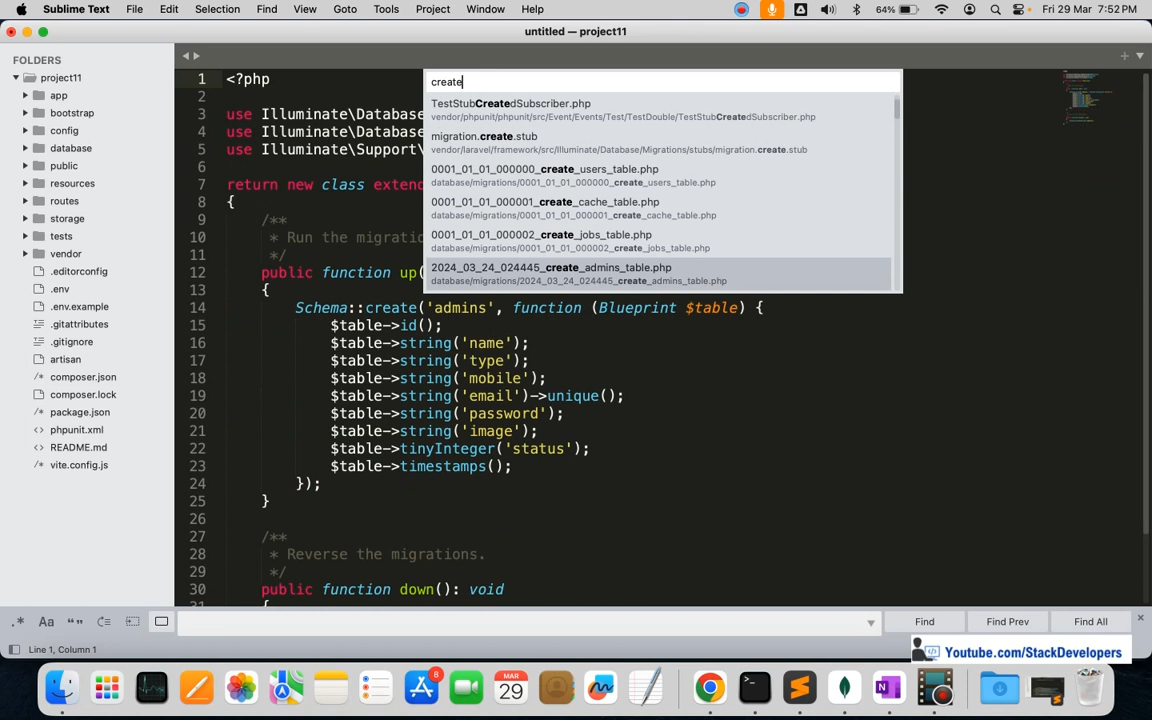 Sublime Text File Edit Selection Find View Goto Tools Project Window Help 64% Fri 29 Mar 7:52 PM
untitled — project11
FOLDERS
project11
app
bootstrap
config
database
public
resources
routes
storage
tests
vendor
.editorconfig
.env
.env.example
.gitattributes
.gitignore
artisan
composer.json
composer.lock
package.json
phpunit.xml
README.md
vite.config.js
create
TestStubCreatedSubscriber.php
vendor/phpunit/phpunit/src/Event/Events/Test/TestDouble/TestStubCreatedSubscriber.php
migration.create.stub
vendor/laravel/framework/src/Illuminate/Database/Migrations/stubs/migration.create.stub
0001_01_01_000000_create_users_table.php
database/migrations/0001_01_01_000000_create_users_table.php
0001_01_01_000001_create_cache_table.php
database/migrations/0001_01_01_000001_create_cache_table.php
0001_01_01_000002_create_jobs_table.php
database/migrations/0001_01_01_000002_create_jobs_table.php
2024_03_24_024445_create_admins_table.php
database/migrations/2024_03_24_024445_create_admins_table.php
1 <?php
2
3 use Illuminate\Database
4 use Illuminate\Database
5 use Illuminate\Support\
6
7 return new class extend
8 {
9 /**
10 * Run the migratio
11 */
12 public function up(
13 {
14 Schema::create('admins', function (Blueprint $table) {
15 $table->id();
16 $table->string('name');
17 $table->string('type');
18 $table->string('mobile');
19 $table->string('email')->unique();
20 $table->string('password');
21 $table->string('image');
22 $table->tinyInteger('status');
23 $table->timestamps();
24 });
25 }
26
27 /**
28 * Reverse the migrations.
29 */
30 public function down(): void
31 {
.* Aa “” Find Find Prev Find All
Line 1, Column 1
Youtube.com/StackDevelopers
8
MAR
29